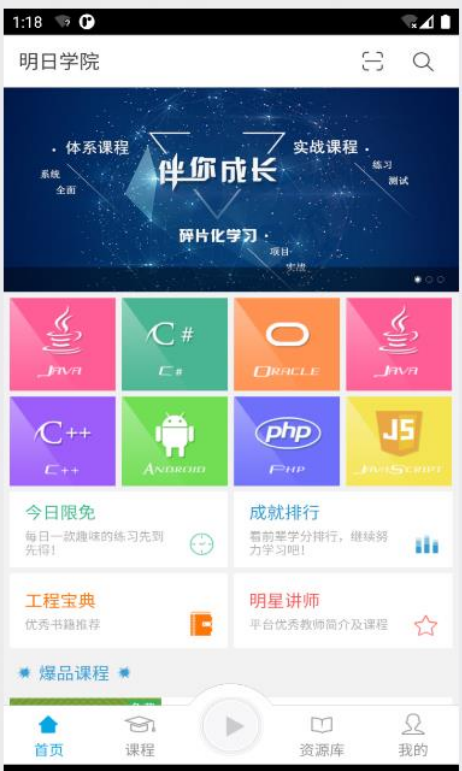 1:18
明日学院
体系课程
实战课程
系统
全面
伴你成长
练习
测试
碎片化学习
项目
实战
JAVA
C #
C #
ORACLE
JAVA
C++
C++
ANDROID
php
PHP
JS
JAVASCRIPT
今日限免
每日一款趣味的练习先到
先得！
成就排行
看前辈学分排行，继续努
力学习吧！
工程宝典
优秀书籍推荐
明星讲师
平台优秀教师简介及课程
爆品课程
首页
课程
资源库
我的